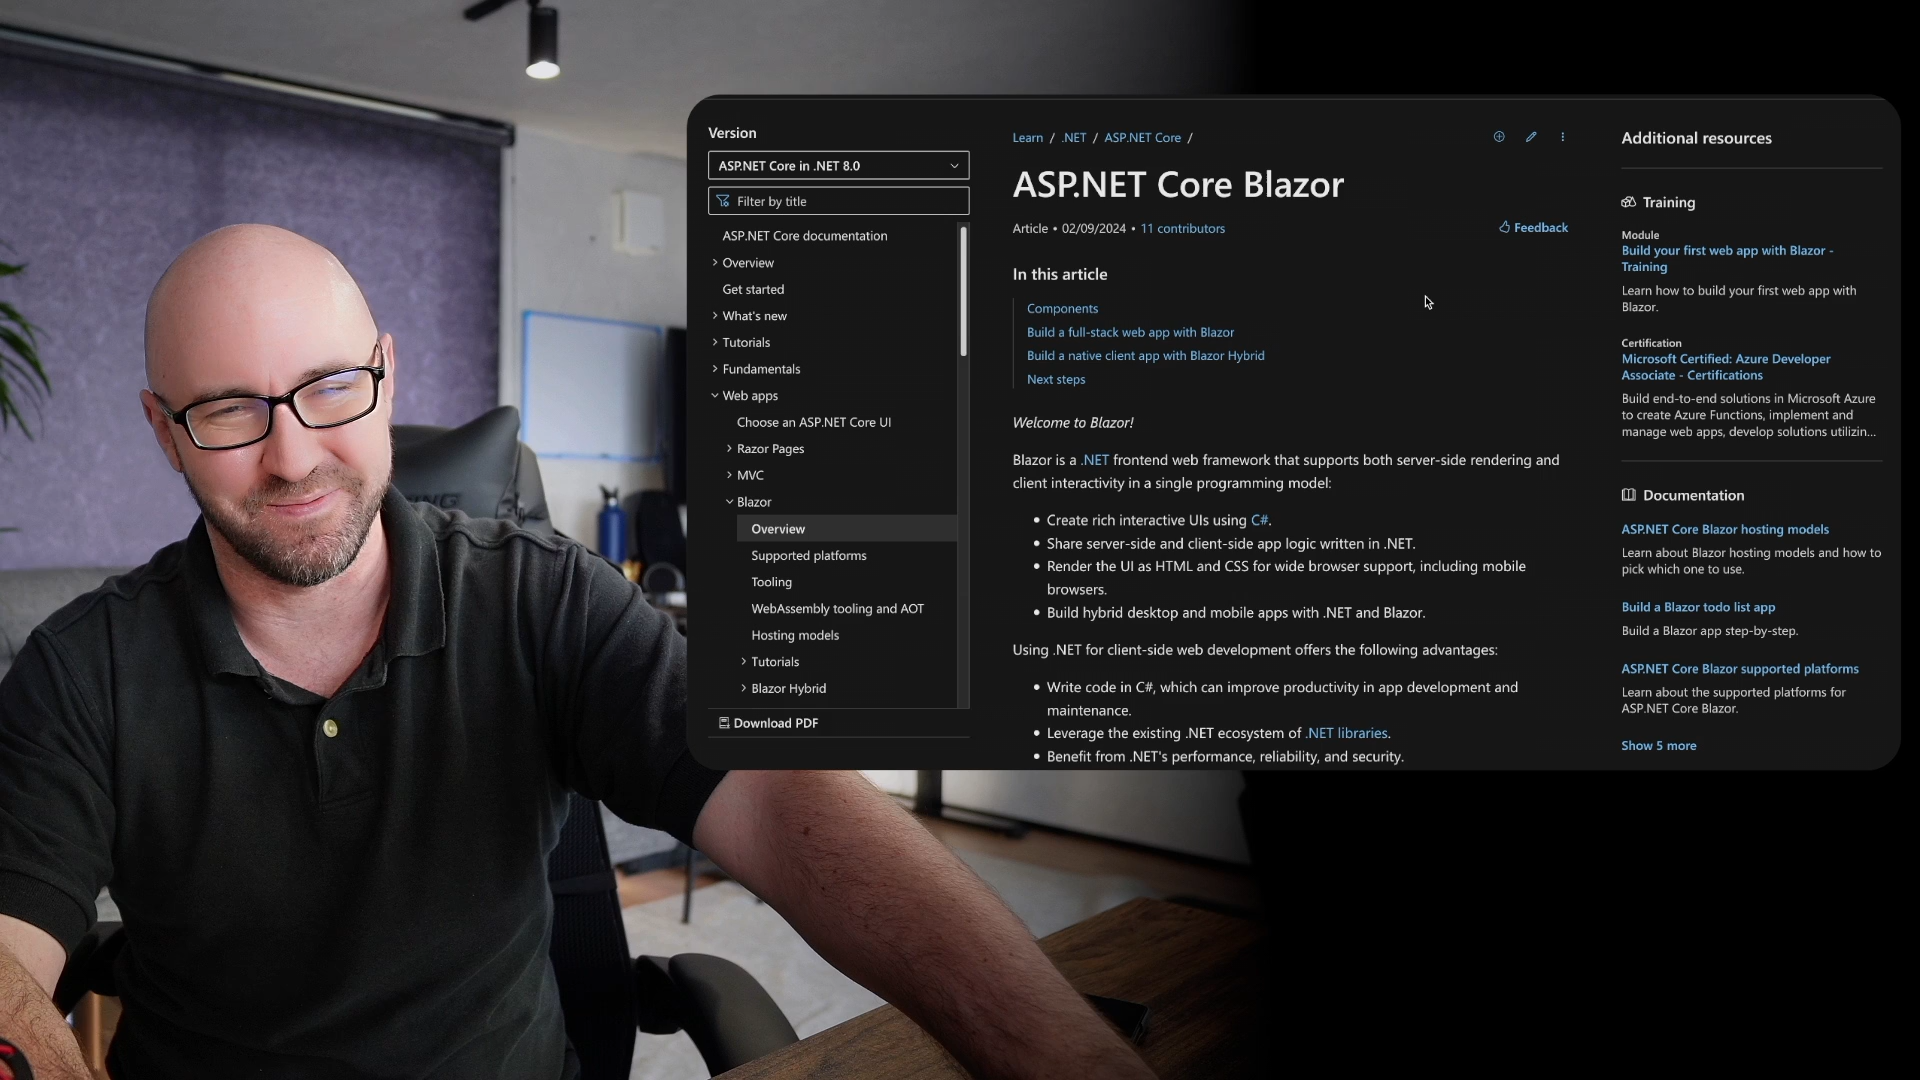 Version
ASP.NET Core in .NET 8.0
Filter by title
ASP.NET Core documentation
Overview
Get started
What's new
Tutorials
Fundamentals
Web apps
Choose an ASP.NET Core UI
Razor Pages
MVC
Blazor
Overview
Supported platforms
Tooling
WebAssembly tooling and AOT
Hosting models
Tutorials
Blazor Hybrid
Download PDF
Learn / .NET / ASP.NET Core /
ASP.NET Core Blazor
Article • 02/09/2024 • 11 contributors
Feedback
In this article
Components
Build a full-stack web app with Blazor
Build a native client app with Blazor Hybrid
Next steps
Welcome to Blazor!
Blazor is a .NET frontend web framework that supports both server-side rendering and
client interactivity in a single programming model:
• Create rich interactive UIs using C#.
• Share server-side and client-side app logic written in .NET.
• Render the UI as HTML and CSS for wide browser support, including mobile
browsers.
• Build hybrid desktop and mobile apps with .NET and Blazor.
Using .NET for client-side web development offers the following advantages:
• Write code in C#, which can improve productivity in app development and
maintenance.
• Leverage the existing .NET ecosystem of .NET libraries.
• Benefit from .NET's performance, reliability, and security.
Additional resources
Training
Module
Build your first web app with Blazor -
Training
Learn how to build your first web app with
Blazor.
Certification
Microsoft Certified: Azure Developer
Associate - Certifications
Build end-to-end solutions in Microsoft Azure
to create Azure Functions, implement and
manage web apps, develop solutions utilizin...
Documentation
ASP.NET Core Blazor hosting models
Learn about Blazor hosting models and how to
pick which one to use.
Build a Blazor todo list app
Build a Blazor app step-by-step.
ASP.NET Core Blazor supported platforms
Learn about the supported platforms for
ASP.NET Core Blazor.
Show 5 more